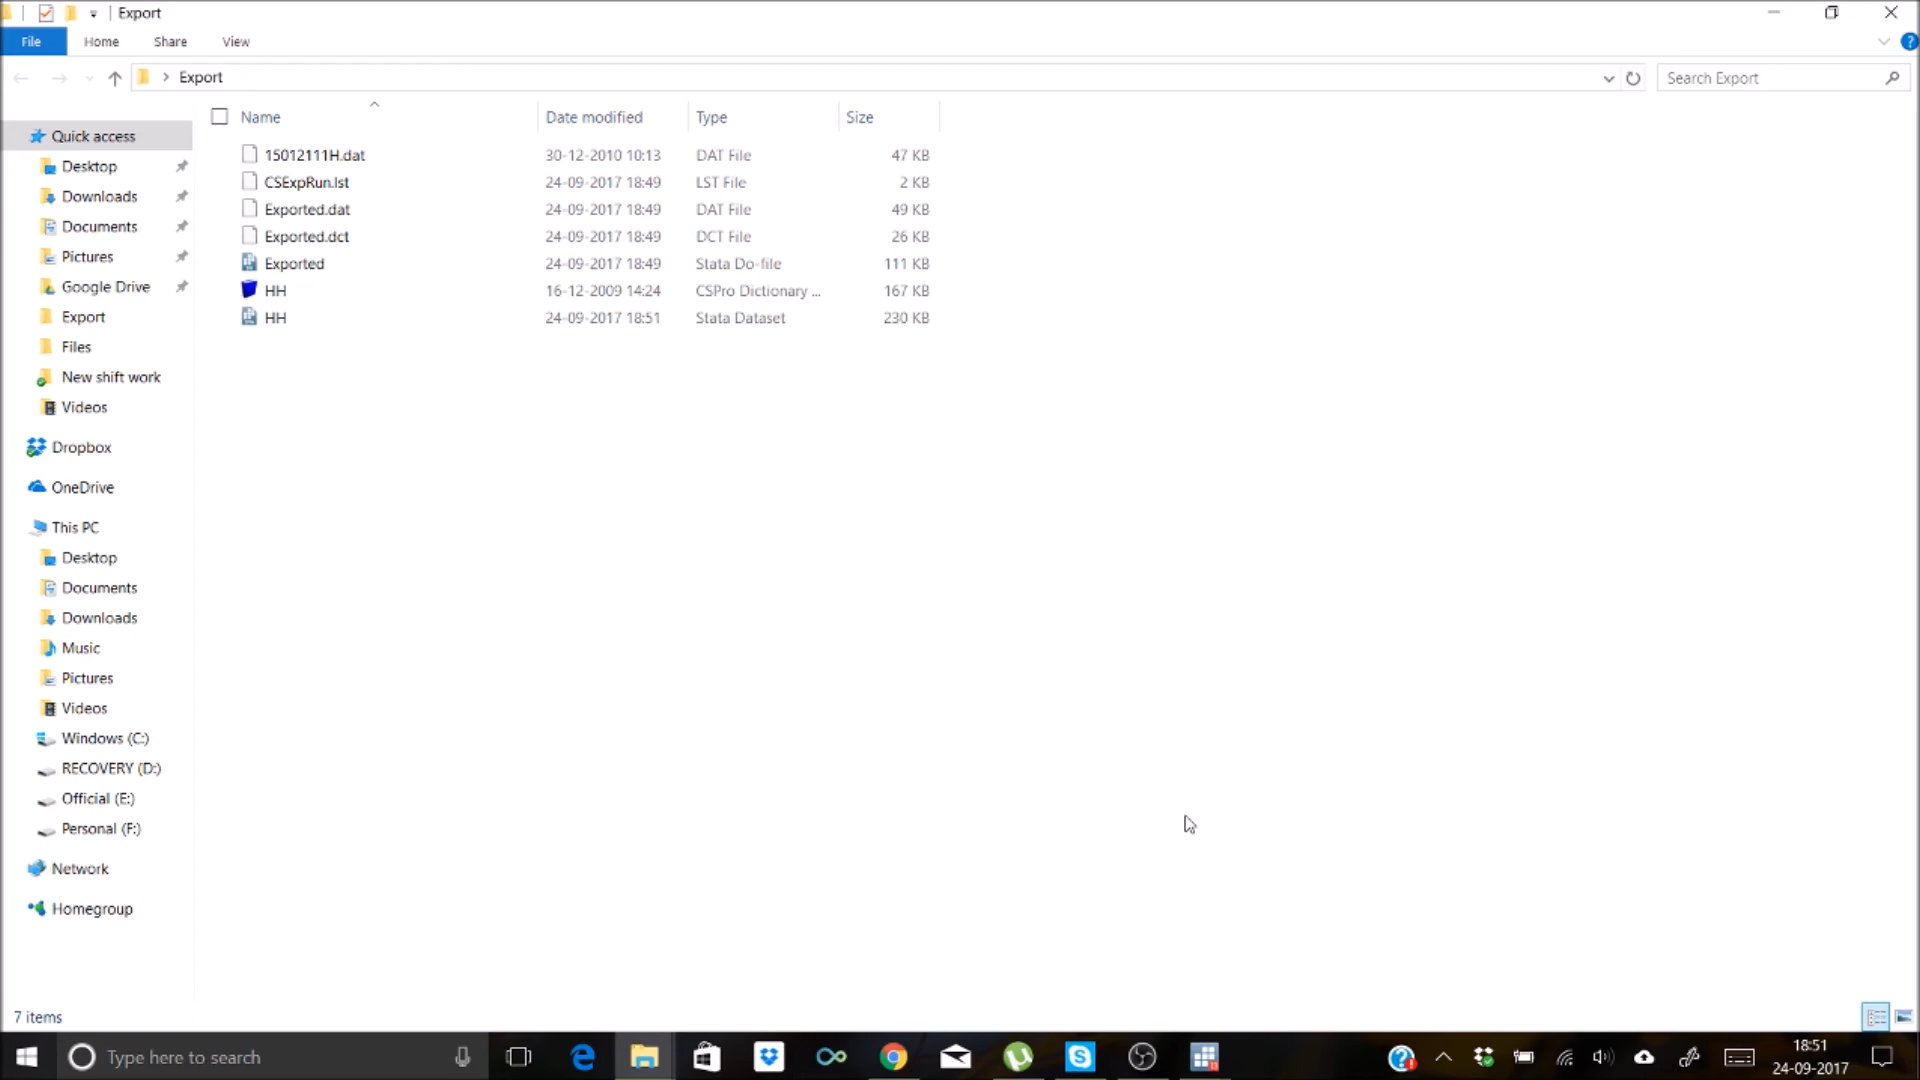 Export
File Home Share View
Export
Search Export
Name Date modified Type Size
15012111H.dat 30-12-2010 10:13 DAT File 47 KB
CSExpRun.lst 24-09-2017 18:49 LST File 2 KB
Exported.dat 24-09-2017 18:49 DAT File 49 KB
Exported.dct 24-09-2017 18:49 DCT File 26 KB
Exported 24-09-2017 18:49 Stata Do-file 111 KB
HH 16-12-2009 14:24 CSPro Dictionary ... 167 KB
HH 24-09-2017 18:51 Stata Dataset 230 KB
Quick access
Desktop
Downloads
Documents
Pictures
Google Drive
Export
Files
New shift work
Videos
Dropbox
OneDrive
This PC
Desktop
Documents
Downloads
Music
Pictures
Videos
Windows (C:)
RECOVERY (D:)
Official (E:)
Personal (F:)
Network
Homegroup
7 items
Type here to search
18:51
24-09-2017